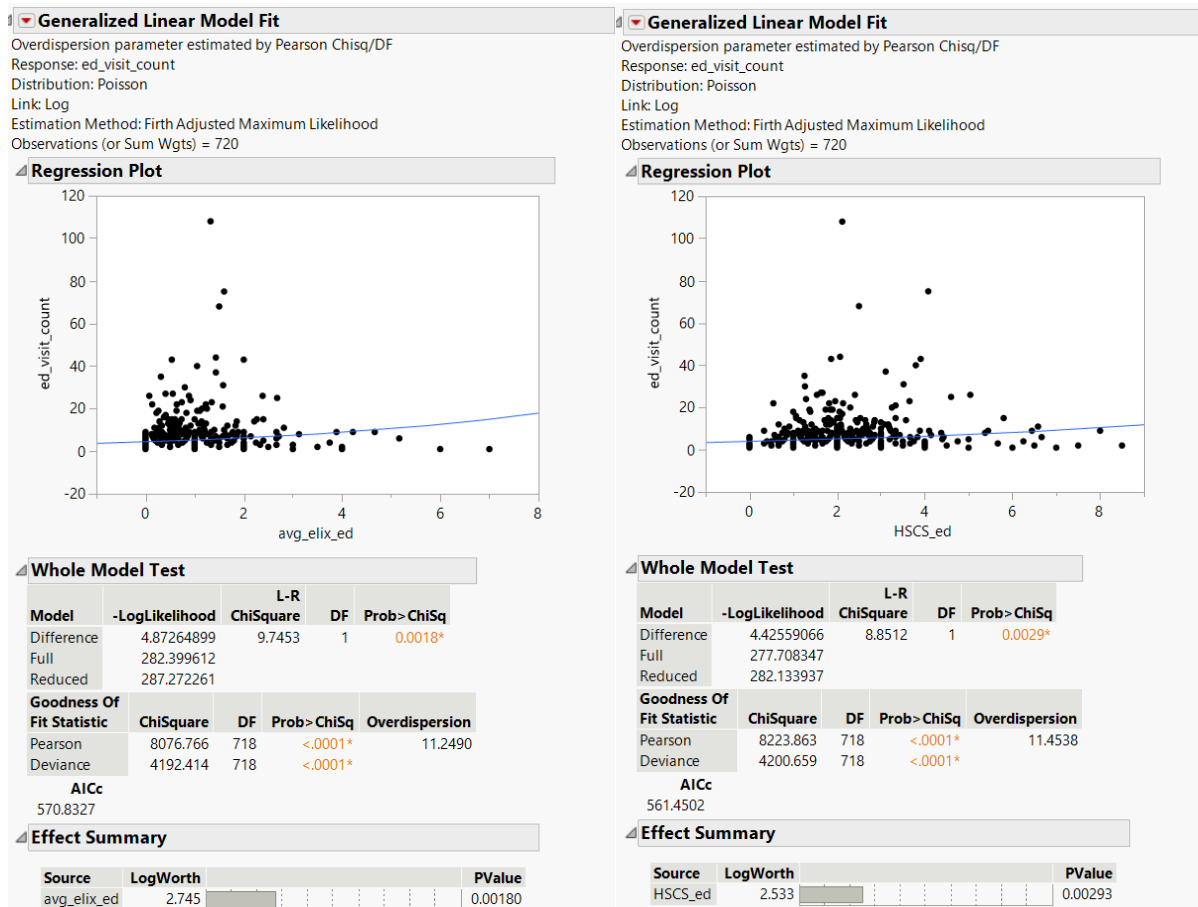 Generalized Linear Model Fit
Overdispersion parameter estimated by Pearson Chisq/DF
Response: ed_visit_count
Distribution: Poisson
Link: Log
Estimation Method: Firth Adjusted Maximum Likelihood
Observations (or Sum Wgts) = 720
Regression Plot
120
100
80
60
40
20
0
-20
ed_visit_count
0 2 4 6 8
avg_elix_ed
Whole Model Test
L-R
Model -LogLikelihood ChiSquare DF Prob>ChiSq
Difference 4.87264899 9.7453 1 0.0018*
Full 282.399612
Reduced 287.272261
Goodness Of
Fit Statistic ChiSquare DF Prob>ChiSq Overdispersion
Pearson 8076.766 718 <.0001* 11.2490
Deviance 4192.414 718 <.0001*
AICc
570.8327
Effect Summary
Source LogWorth PValue
avg_elix_ed 2.745 0.00180
Generalized Linear Model Fit
Overdispersion parameter estimated by Pearson Chisq/DF
Response: ed_visit_count
Distribution: Poisson
Link: Log
Estimation Method: Firth Adjusted Maximum Likelihood
Observations (or Sum Wgts) = 720
Regression Plot
120
100
80
60
40
20
0
-20
ed_visit_count
0 2 4 6 8
HSCS_ed
Whole Model Test
L-R
Model -LogLikelihood ChiSquare DF Prob>ChiSq
Difference 4.42559066 8.8512 1 0.0029*
Full 277.708347
Reduced 282.133937
Goodness Of
Fit Statistic ChiSquare DF Prob>ChiSq Overdispersion
Pearson 8223.863 718 <.0001* 11.4538
Deviance 4200.659 718 <.0001*
AICc
561.4502
Effect Summary
Source LogWorth PValue
HSCS_ed 2.533 0.00293